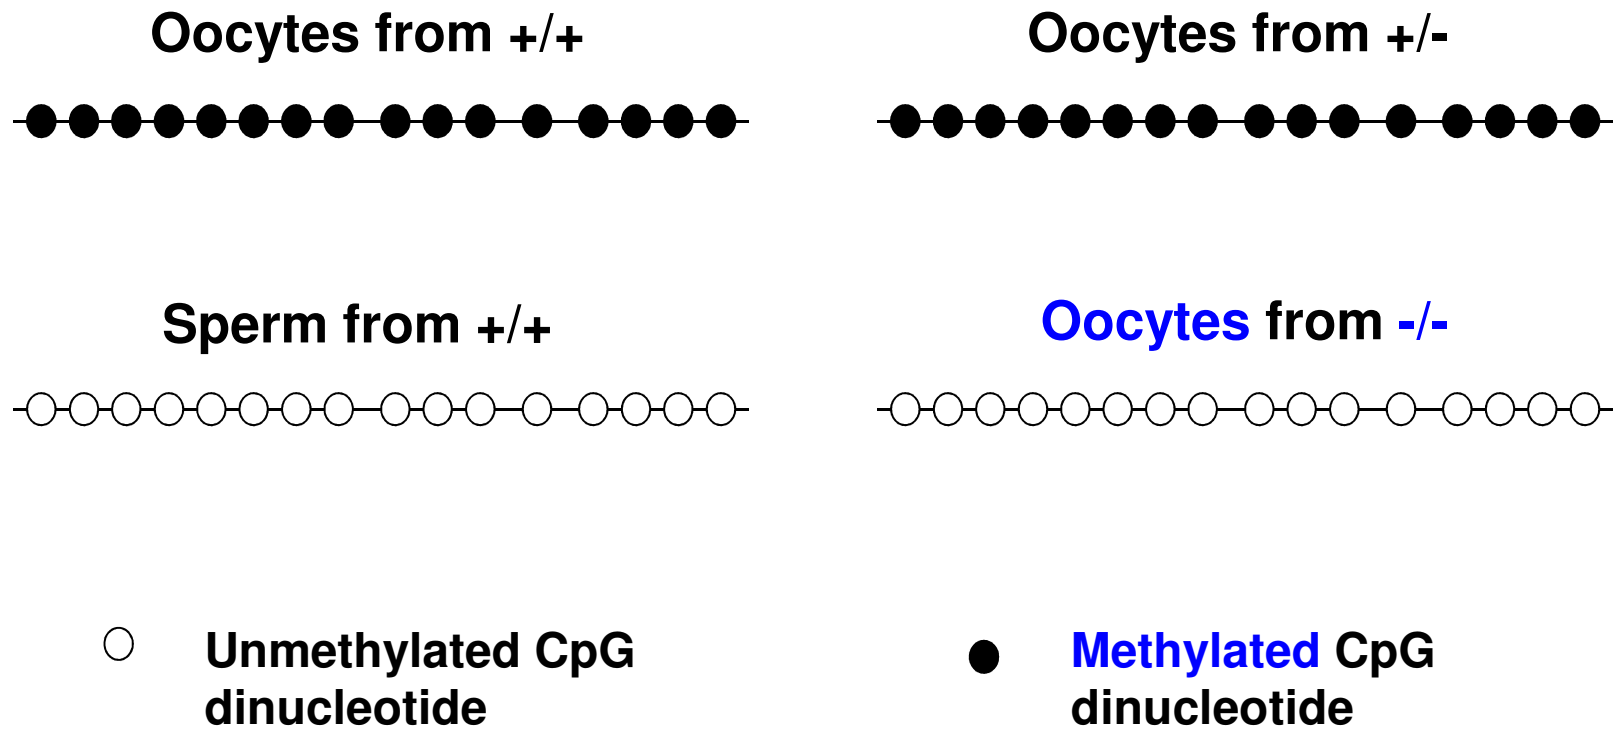 Oocytes from +/+
Oocytes from +/-
Sperm from +/+
Oocytes from -/-
Unmethylated CpG
dinucleotide
Methylated CpG
dinucleotide